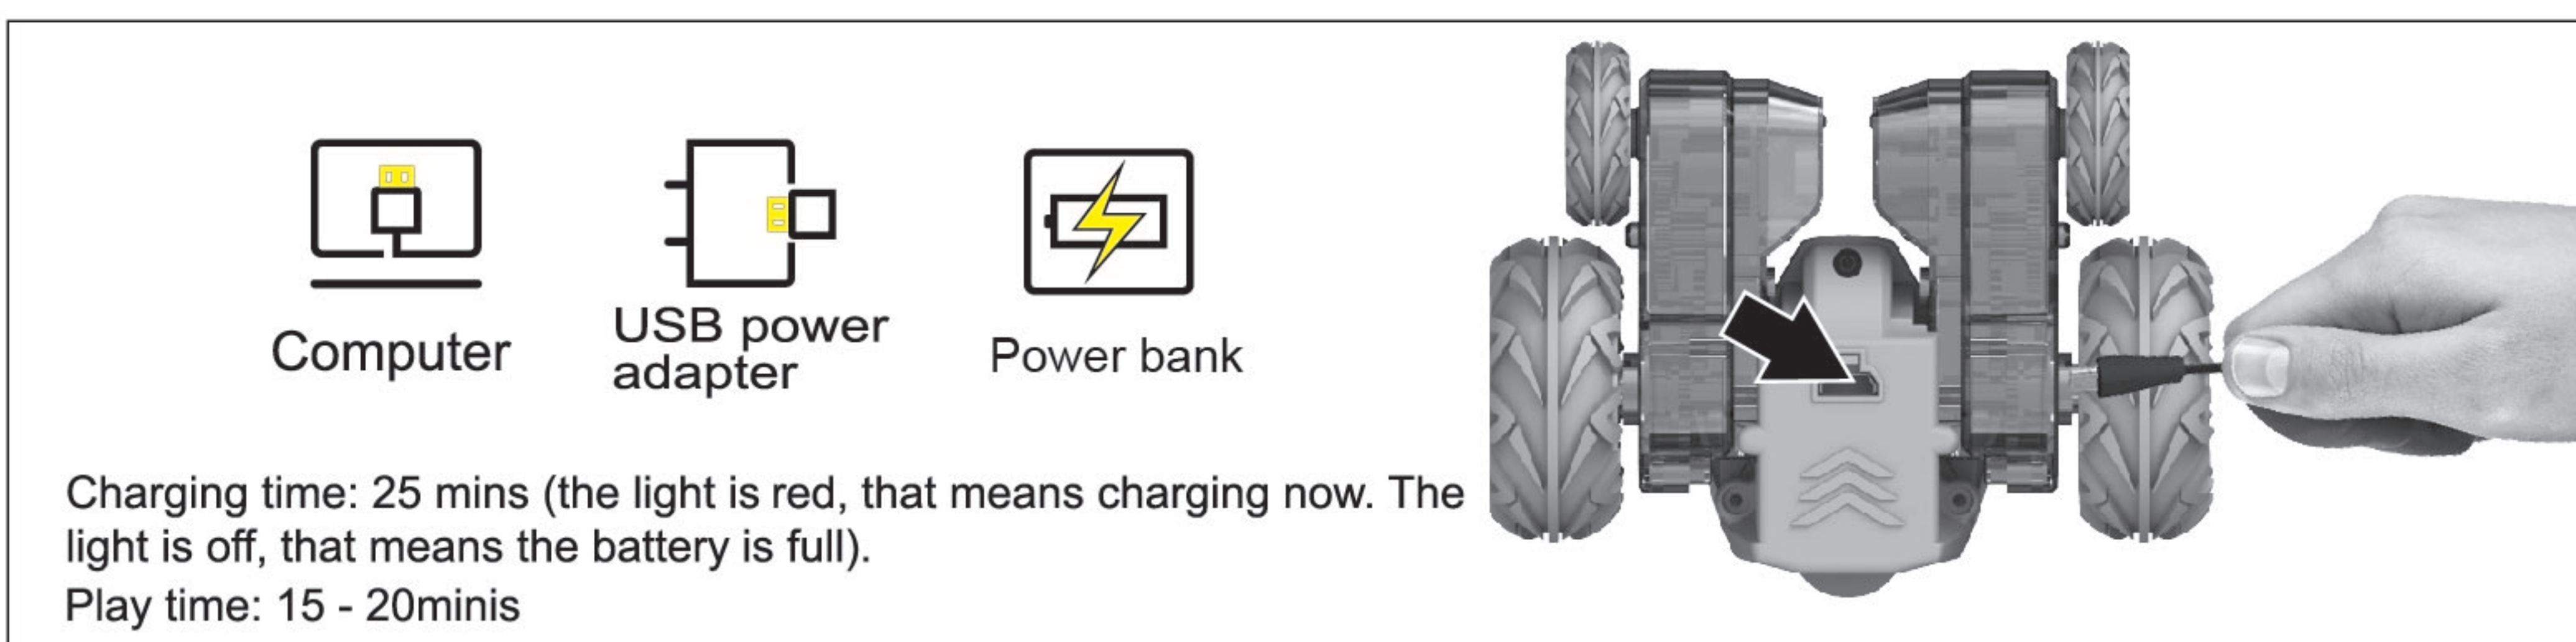 Computer
USB power
adapter
Power bank
Charging time: 25 mins (the light is red, that means charging now. The
light is off, that means the battery is full).
Play time: 15 - 20minis